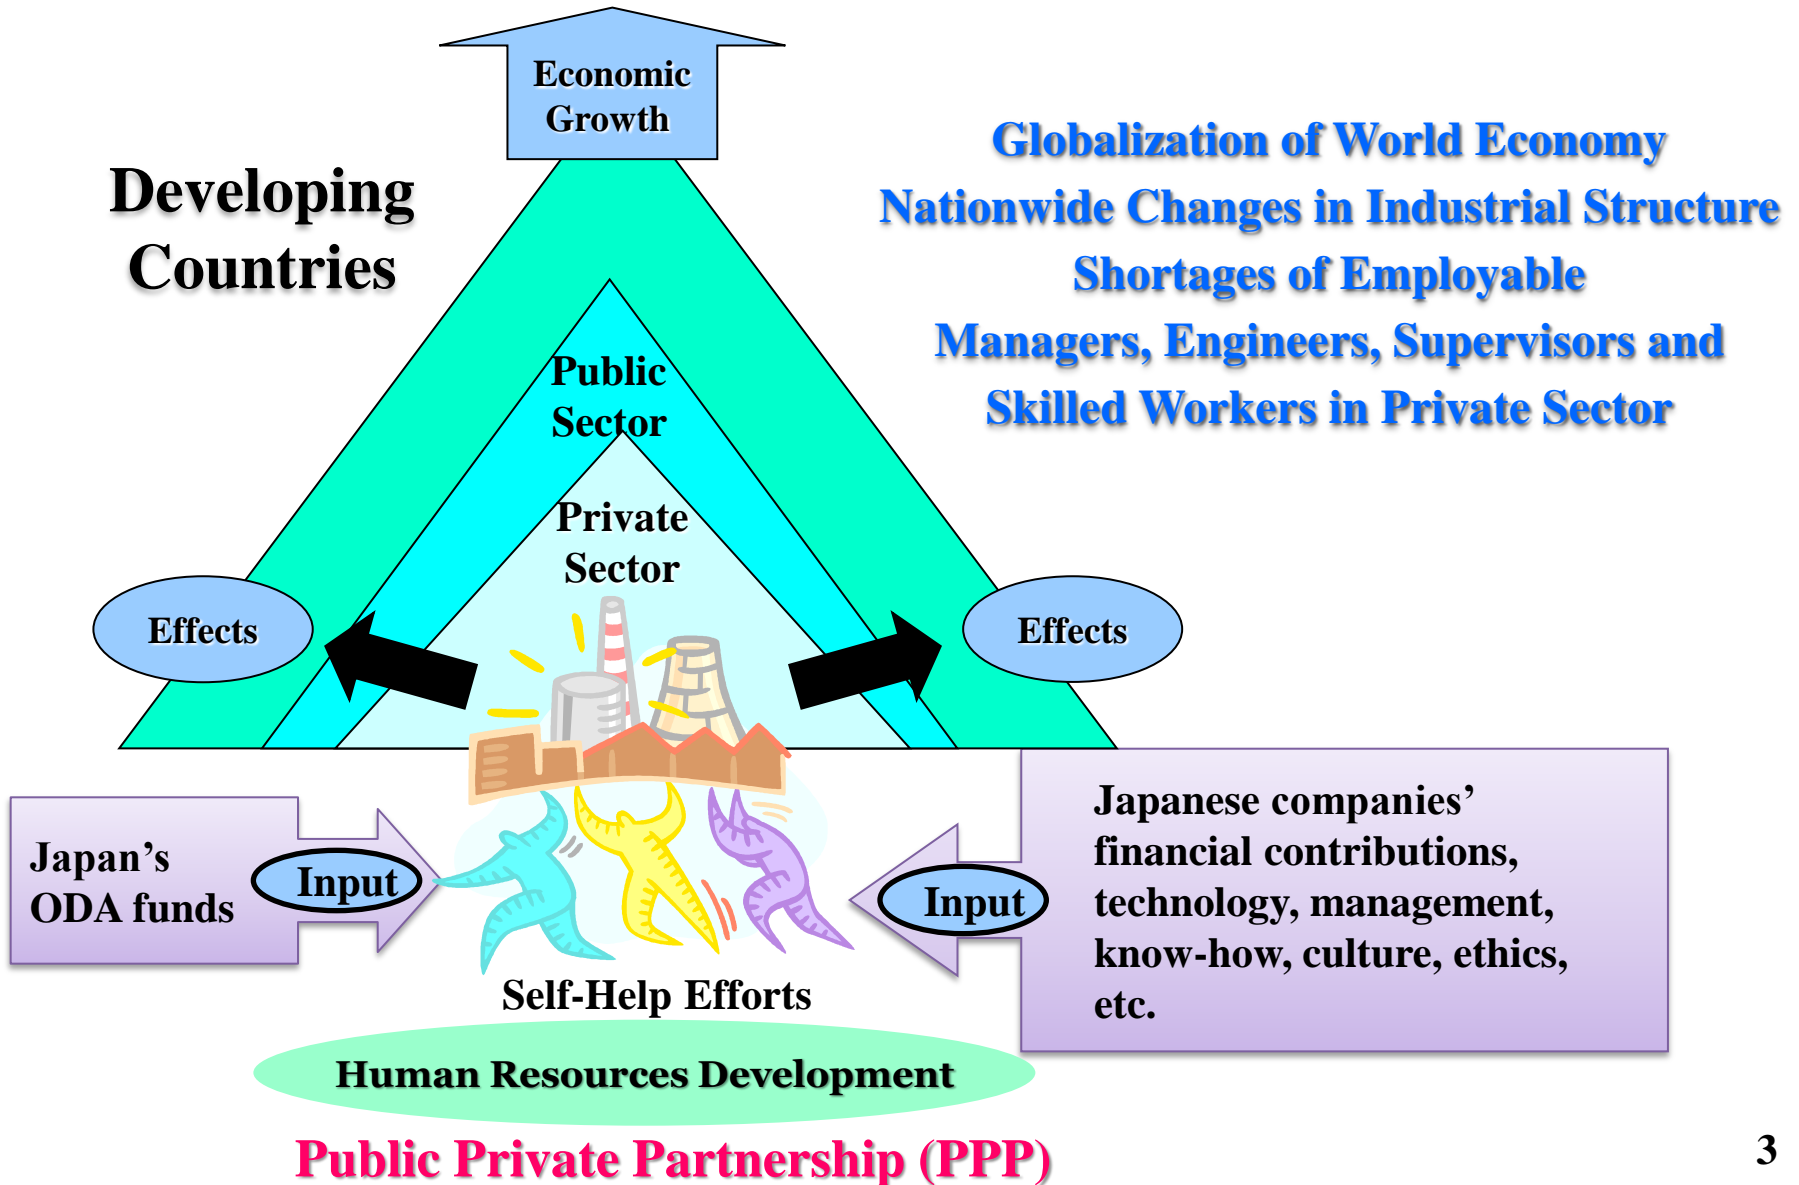 Economic
Growth
Developing
Countries
Globalization of World Economy
Nationwide Changes in Industrial Structure
Shortages of Employable
Managers, Engineers, Supervisors and
Skilled Workers in Private Sector
Public
Sector
Private
Sector
Effects
Effects
Japan’s
ODA funds
Input
Input
Japanese companies’
financial contributions,
technology, management,
know-how, culture, ethics,
etc.
Self-Help Efforts
Human Resources Development
Public Private Partnership (PPP)
3